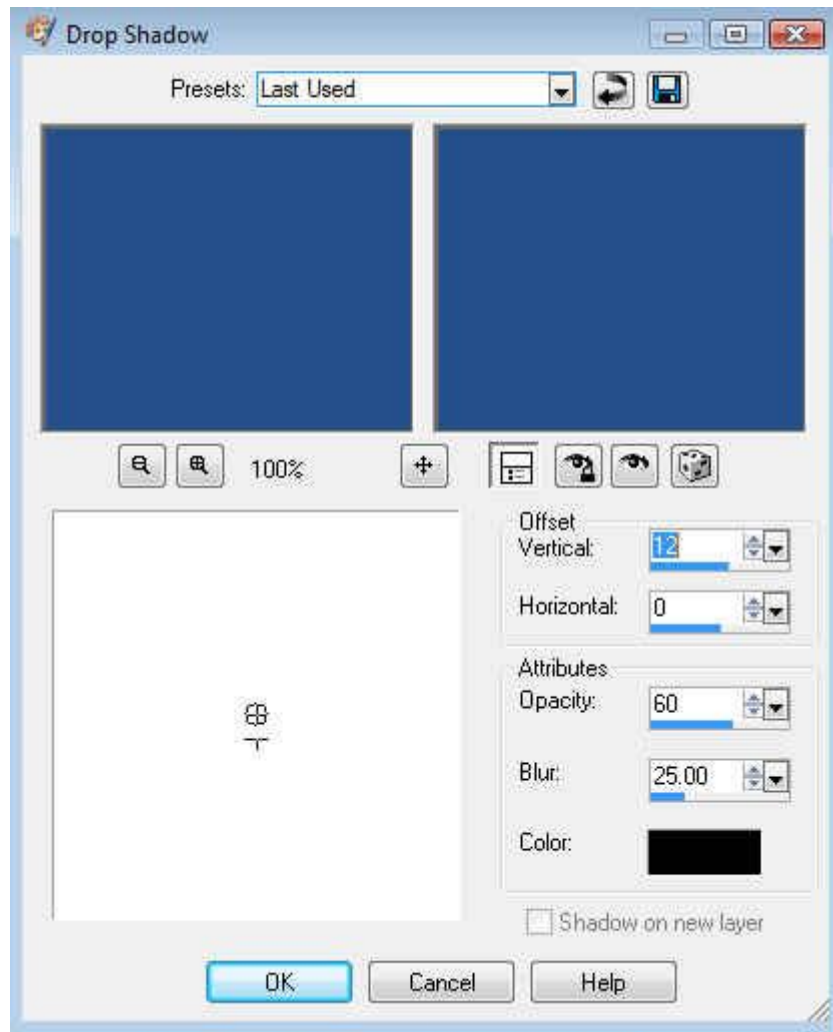 Drop Shadow
Presets: Last Used
100%
Offset
Vertical: 12
Horizontal: 0
Attributes
Opacity: 60
Blur: 25.00
Color:
Shadow on new layer
OK Cancel Help